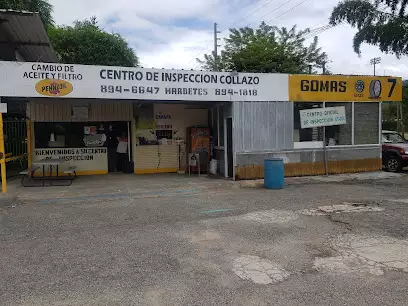 CAMBIO DE
ACEITE Y FILTRO
PENNZOIL
CENTRO DE INSPECCION COLLAZO
894-6647 HARBETES 894-1818
GOMAS 7
CENTRO OFICIAL
DE INSPECCION
BIENVENIDOS A SU CENTRO
DE INSPECCION